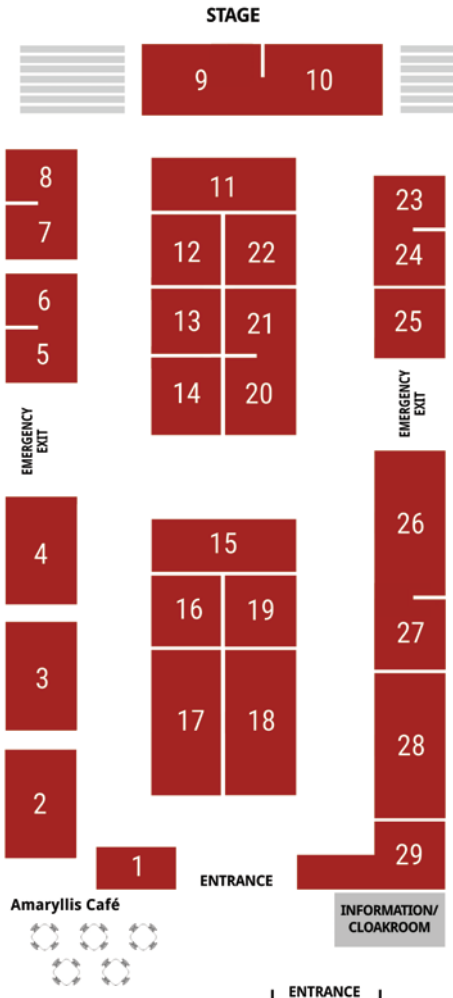 STAGE
9 10
8
7
11
23
24
12 22
6
5
13 21
25
14 20
EMERGENCY
EXIT
EMERGENCY
EXIT
4
15
26
16 19
27
3
17 18
28
2
1
ENTRANCE
29
Amaryllis Café
INFORMATION/
CLOAKROOM
ENTRANCE